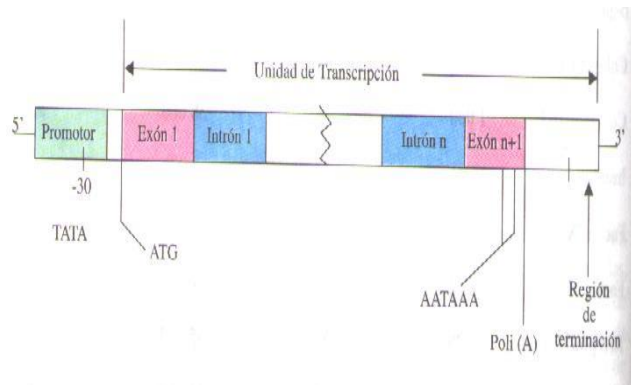 Unidad de Transcripción
5'
Promotor
Exón 1
Intrón 1
Intrón n
Exón n+1
3'
-30
TATA
ATG
AATAAA
Poli (A)
Región
de
terminación